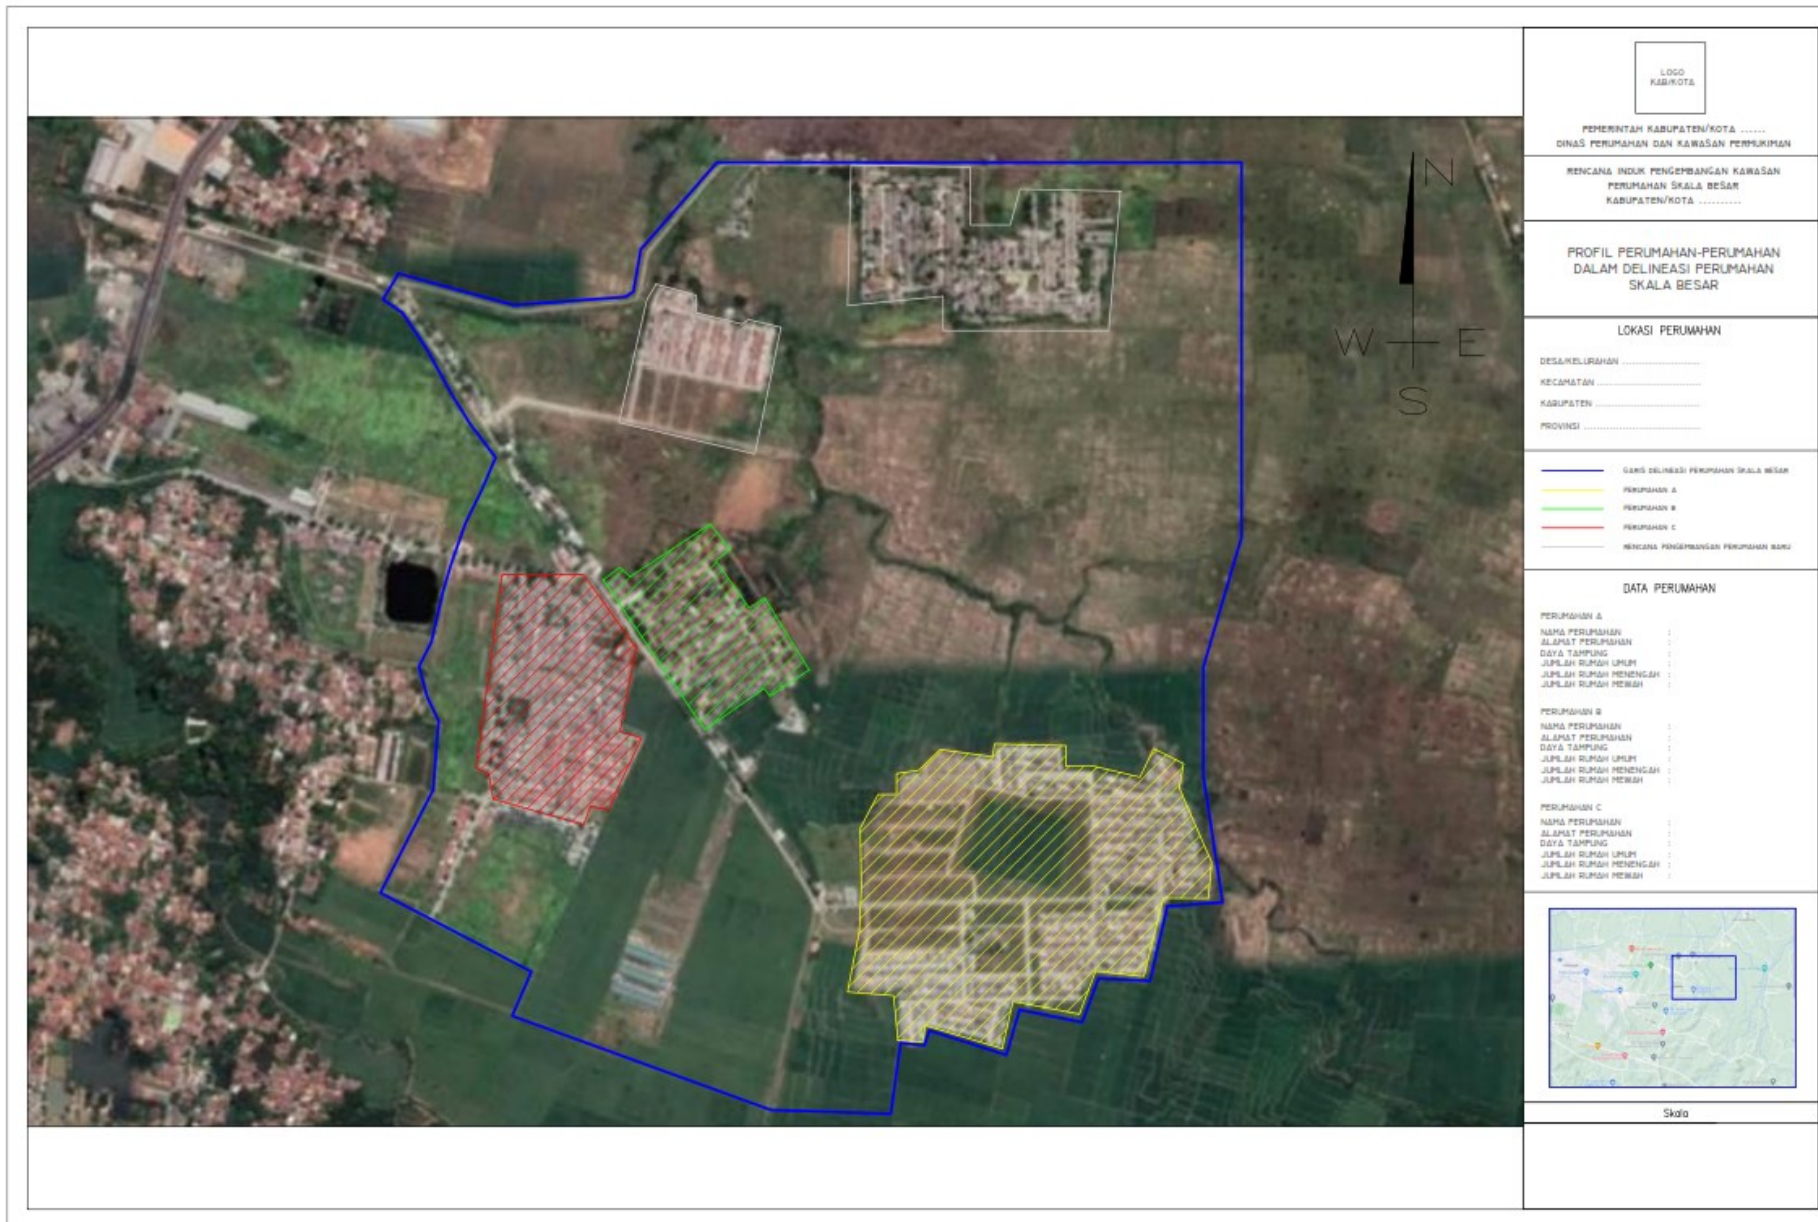 N
W E
S
LOGO
KAB/KOTA
PEMERINTAH KABUPATEN/KOTA ......
DINAS PERUMAHAN DAN KAWASAN PERMUKIMAN
RENCANA INDUK PENGEMBANGAN KAWASAN
PERUMAHAN SKALA BESAR
KABUPATEN/KOTA ..........
PROFIL PERUMAHAN-PERUMAHAN
DALAM DELINEASI PERUMAHAN
SKALA BESAR
LOKASI PERUMAHAN
DESA/KELURAHAN ....................
KECAMATAN ...........................
KABUPATEN ...........................
PROVINSI ..............................
GARIS DELINEASI PERUMAHAN SKALA BESAR
PERUMAHAN A
PERUMAHAN B
PERUMAHAN C
RENCANA PENGEMBANGAN PERUMAHAN BARU
DATA PERUMAHAN
PERUMAHAN A
NAMA PERUMAHAN :
ALAMAT PERUMAHAN :
DAYA TAMPUNG :
JUMLAH RUMAH UMUM :
JUMLAH RUMAH MENENGAH :
JUMLAH RUMAH MEWAH :
PERUMAHAN B
NAMA PERUMAHAN :
ALAMAT PERUMAHAN :
DAYA TAMPUNG :
JUMLAH RUMAH UMUM :
JUMLAH RUMAH MENENGAH :
JUMLAH RUMAH MEWAH :
PERUMAHAN C
NAMA PERUMAHAN :
ALAMAT PERUMAHAN :
DAYA TAMPUNG :
JUMLAH RUMAH UMUM :
JUMLAH RUMAH MENENGAH :
JUMLAH RUMAH MEWAH :
Skala